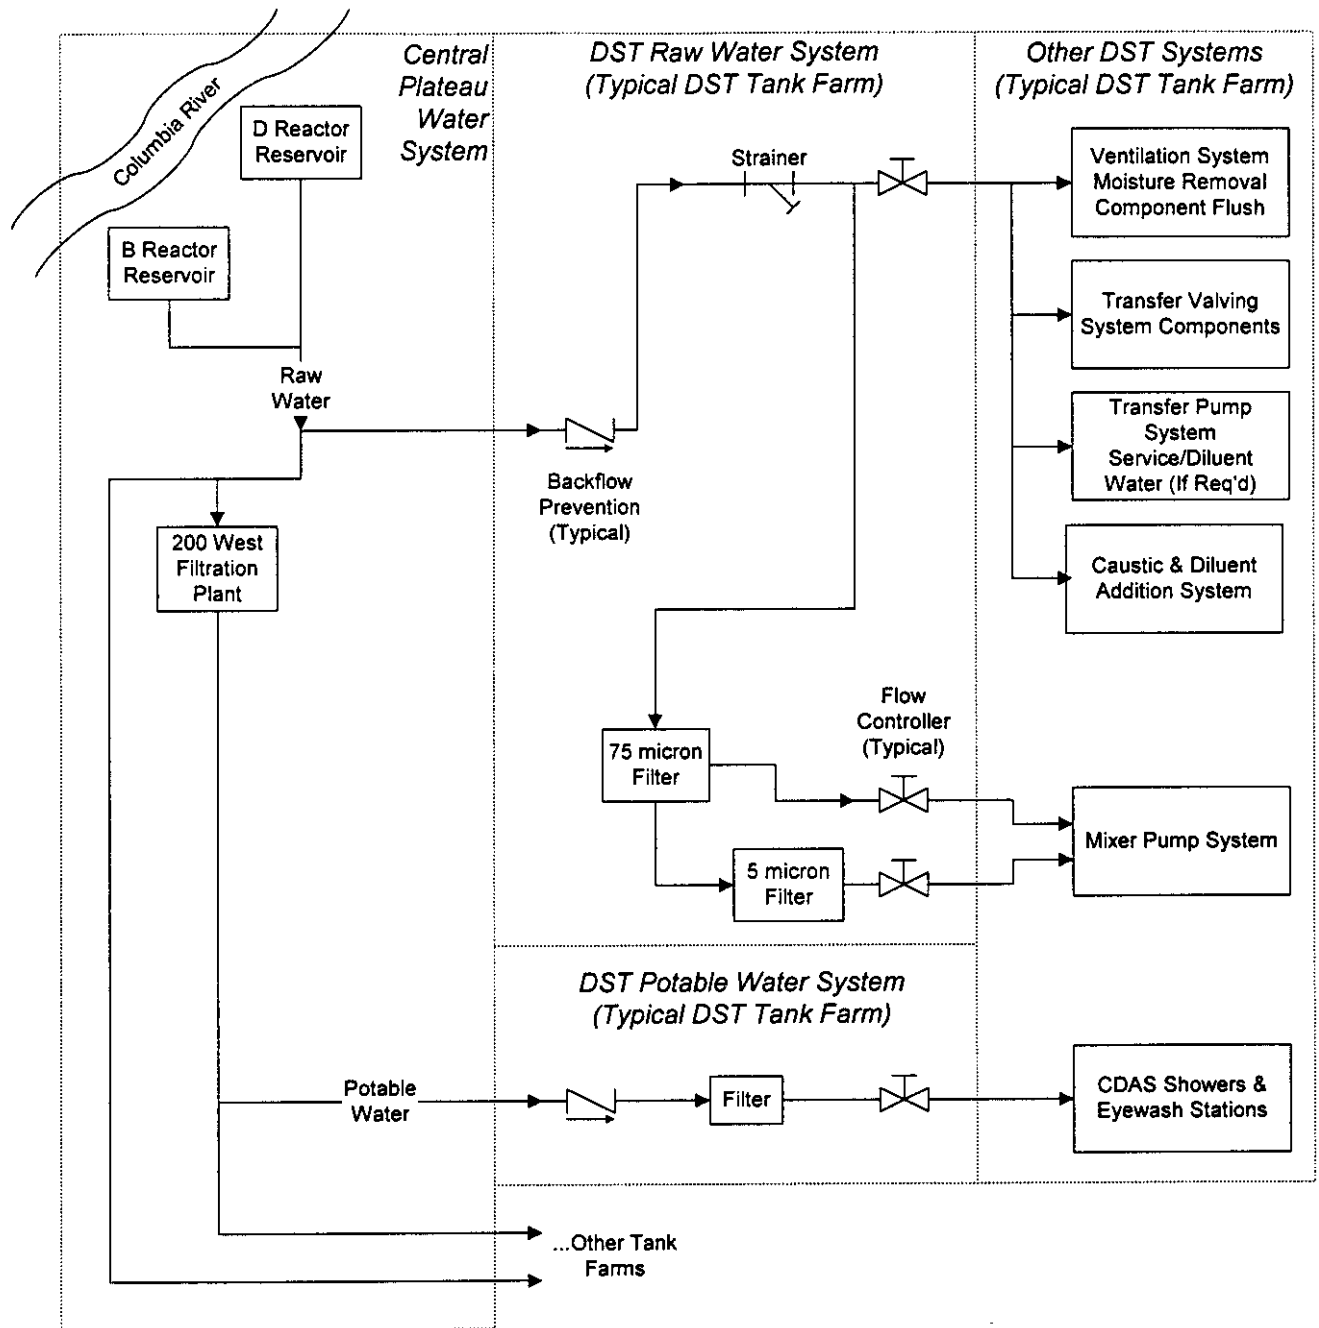 Central
Plateau
Water
System
DST Raw Water System
(Typical DST Tank Farm)
Other DST Systems
(Typical DST Tank Farm)
Columbia River
D Reactor
Reservoir
B Reactor
Reservoir
Raw
Water
Strainer
Ventilation System
Moisture Removal
Component Flush
Transfer Valving
System Components
Transfer Pump
System
Service/Diluent
Water (If Req'd)
Caustic & Diluent
Addition System
Backflow
Prevention
(Typical)
200 West
Filtration
Plant
Flow
Controller
(Typical)
75 micron
Filter
5 micron
Filter
Mixer Pump System
DST Potable Water System
(Typical DST Tank Farm)
Potable
Water
Filter
CDAS Showers &
Eyewash Stations
...Other Tank
Farms